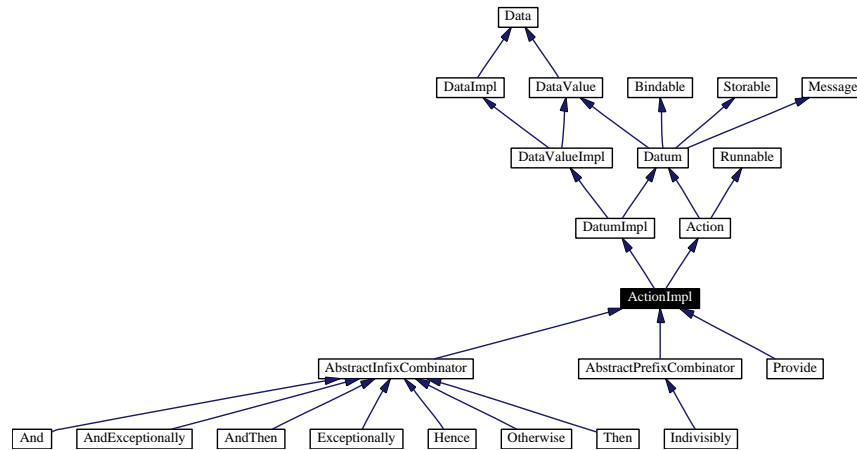 Data
DataImpl
DataValue
Bindable
Storable
Message
DataValueImpl
Datum
Runnable
DatumImpl
Action
ActionImpl
AbstractInfixCombinator
AbstractPrefixCombinator
Provide
And
AndExceptionally
AndThen
Exceptionally
Hence
Otherwise
Then
Indivisibly